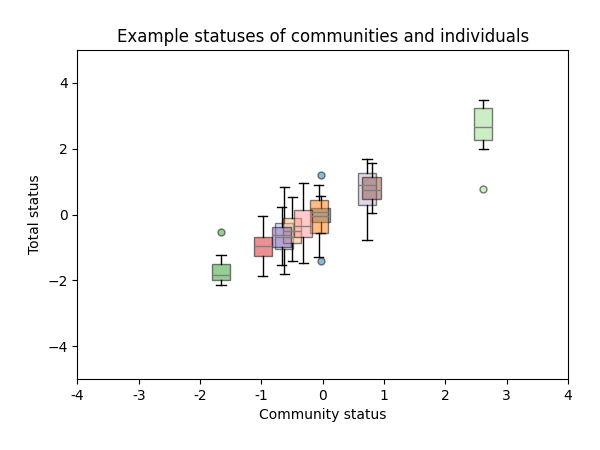 Example statuses of communities and individuals
Total status
4
2
0
−2
−4
-4 -3 -2 -1 0 1 2 3 4
Community status